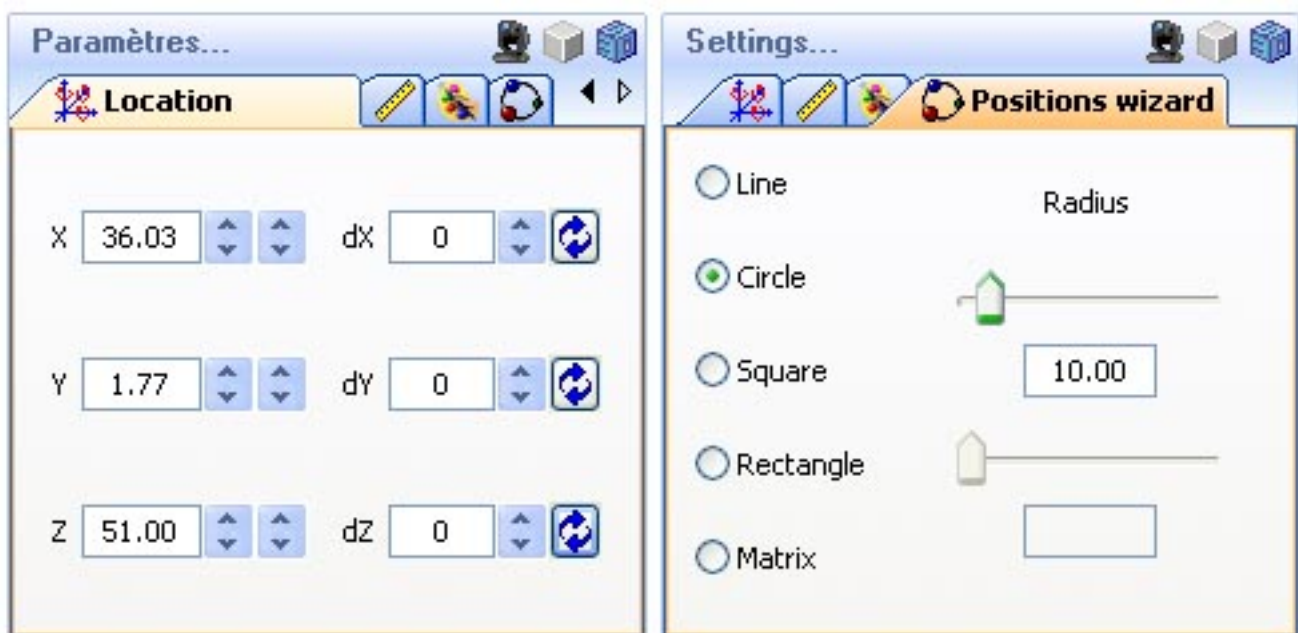 Paramètres...
Location
X 36.03 dX 0
Y 1.77 dY 0
Z 51.00 dZ 0
Settings...
Positions wizard
Line
Radius
Circle
Square
10.00
Rectangle
Matrix